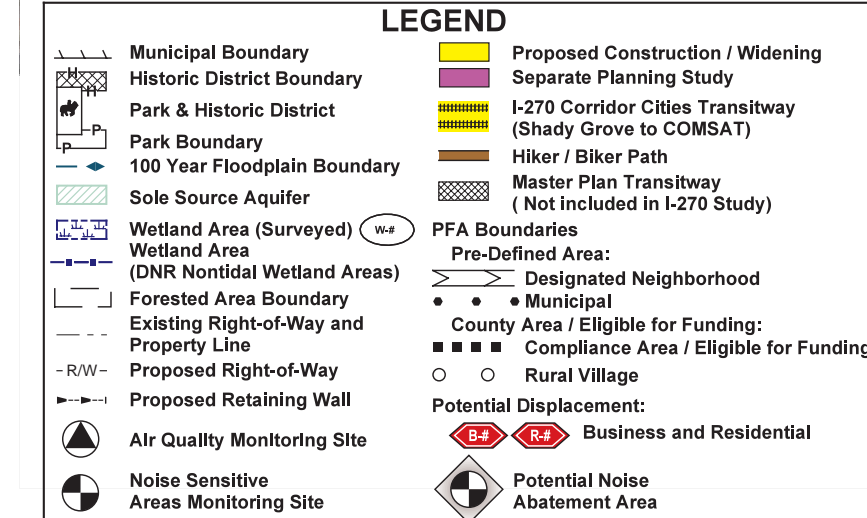 LEGEND
Municipal Boundary
H
Historic District Boundary
H
Park & Historic District
P
Park Boundary
P
100 Year Floodplain Boundary
Sole Source Aquifer
Wetland Area (Surveyed) W-#
Wetland Area
(DNR Nontidal Wetland Areas)
Forested Area Boundary
Existing Right-of-Way and
Property Line
-R/W- Proposed Right-of-Way
Proposed Retaining Wall
Air Quality Monitoring Site
Noise Sensitive
Areas Monitoring Site
Proposed Construction / Widening
Separate Planning Study
I-270 Corridor Cities Transitway
(Shady Grove to COMSAT)
Hiker / Biker Path
Master Plan Transitway
( Not included in I-270 Study)
PFA Boundaries
Pre-Defined Area:
Designated Neighborhood
Municipal
County Area / Eligible for Funding:
Compliance Area / Eligible for Funding
Rural Village
Potential Displacement:
B-# R-# Business and Residential
Potential Noise
Abatement Area